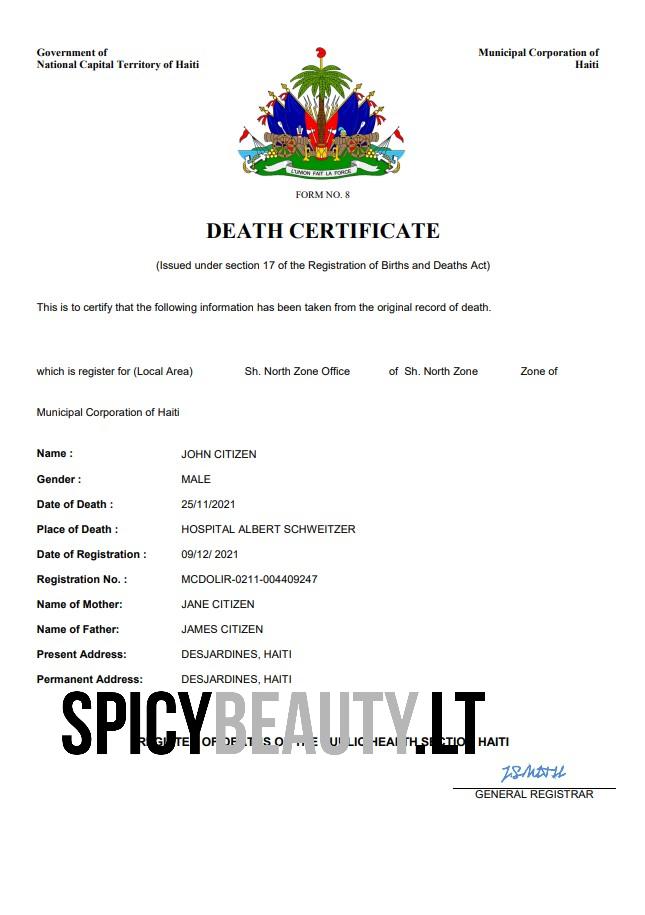 Government of
National Capital Territory of Haiti
Municipal Corporation of
Haiti
L'UNION FAIT LA FORCE
FORM NO. 8
DEATH CERTIFICATE
(Issued under section 17 of the Registration of Births and Deaths Act)
This is to certify that the following information has been taken from the original record of death.
which is register for (Local Area) Sh. North Zone Office of Sh. North Zone Zone of
Municipal Corporation of Haiti
Name : JOHN CITIZEN
Gender : MALE
Date of Death : 25/11/2021
Place of Death : HOSPITAL ALBERT SCHWEITZER
Date of Registration : 09/12/ 2021
Registration No. : MCDOLIR-0211-004409247
Name of Mother: JANE CITIZEN
Name of Father: JAMES CITIZEN
Present Address: DESJARDINES, HAITI
Permanent Address: DESJARDINES, HAITI
SPICYBEAUTY.LT
REGISTER OF DEATHS OF THE PUBLIC HEALTH SECTION HAITI
GENERAL REGISTRAR